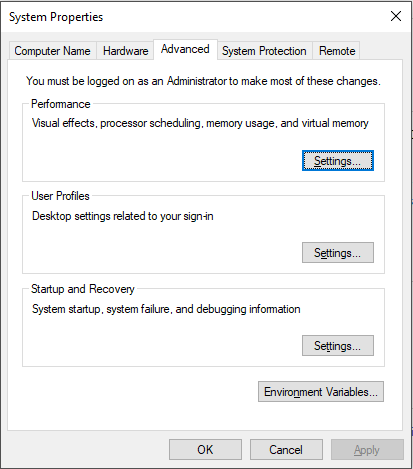 System Properties
Computer Name Hardware Advanced System Protection Remote
You must be logged on as an Administrator to make most of these changes.
Performance
Visual effects, processor scheduling, memory usage, and virtual memory
Settings...
User Profiles
Desktop settings related to your sign-in
Settings...
Startup and Recovery
System startup, system failure, and debugging information
Settings...
Environment Variables...
OK Cancel Apply